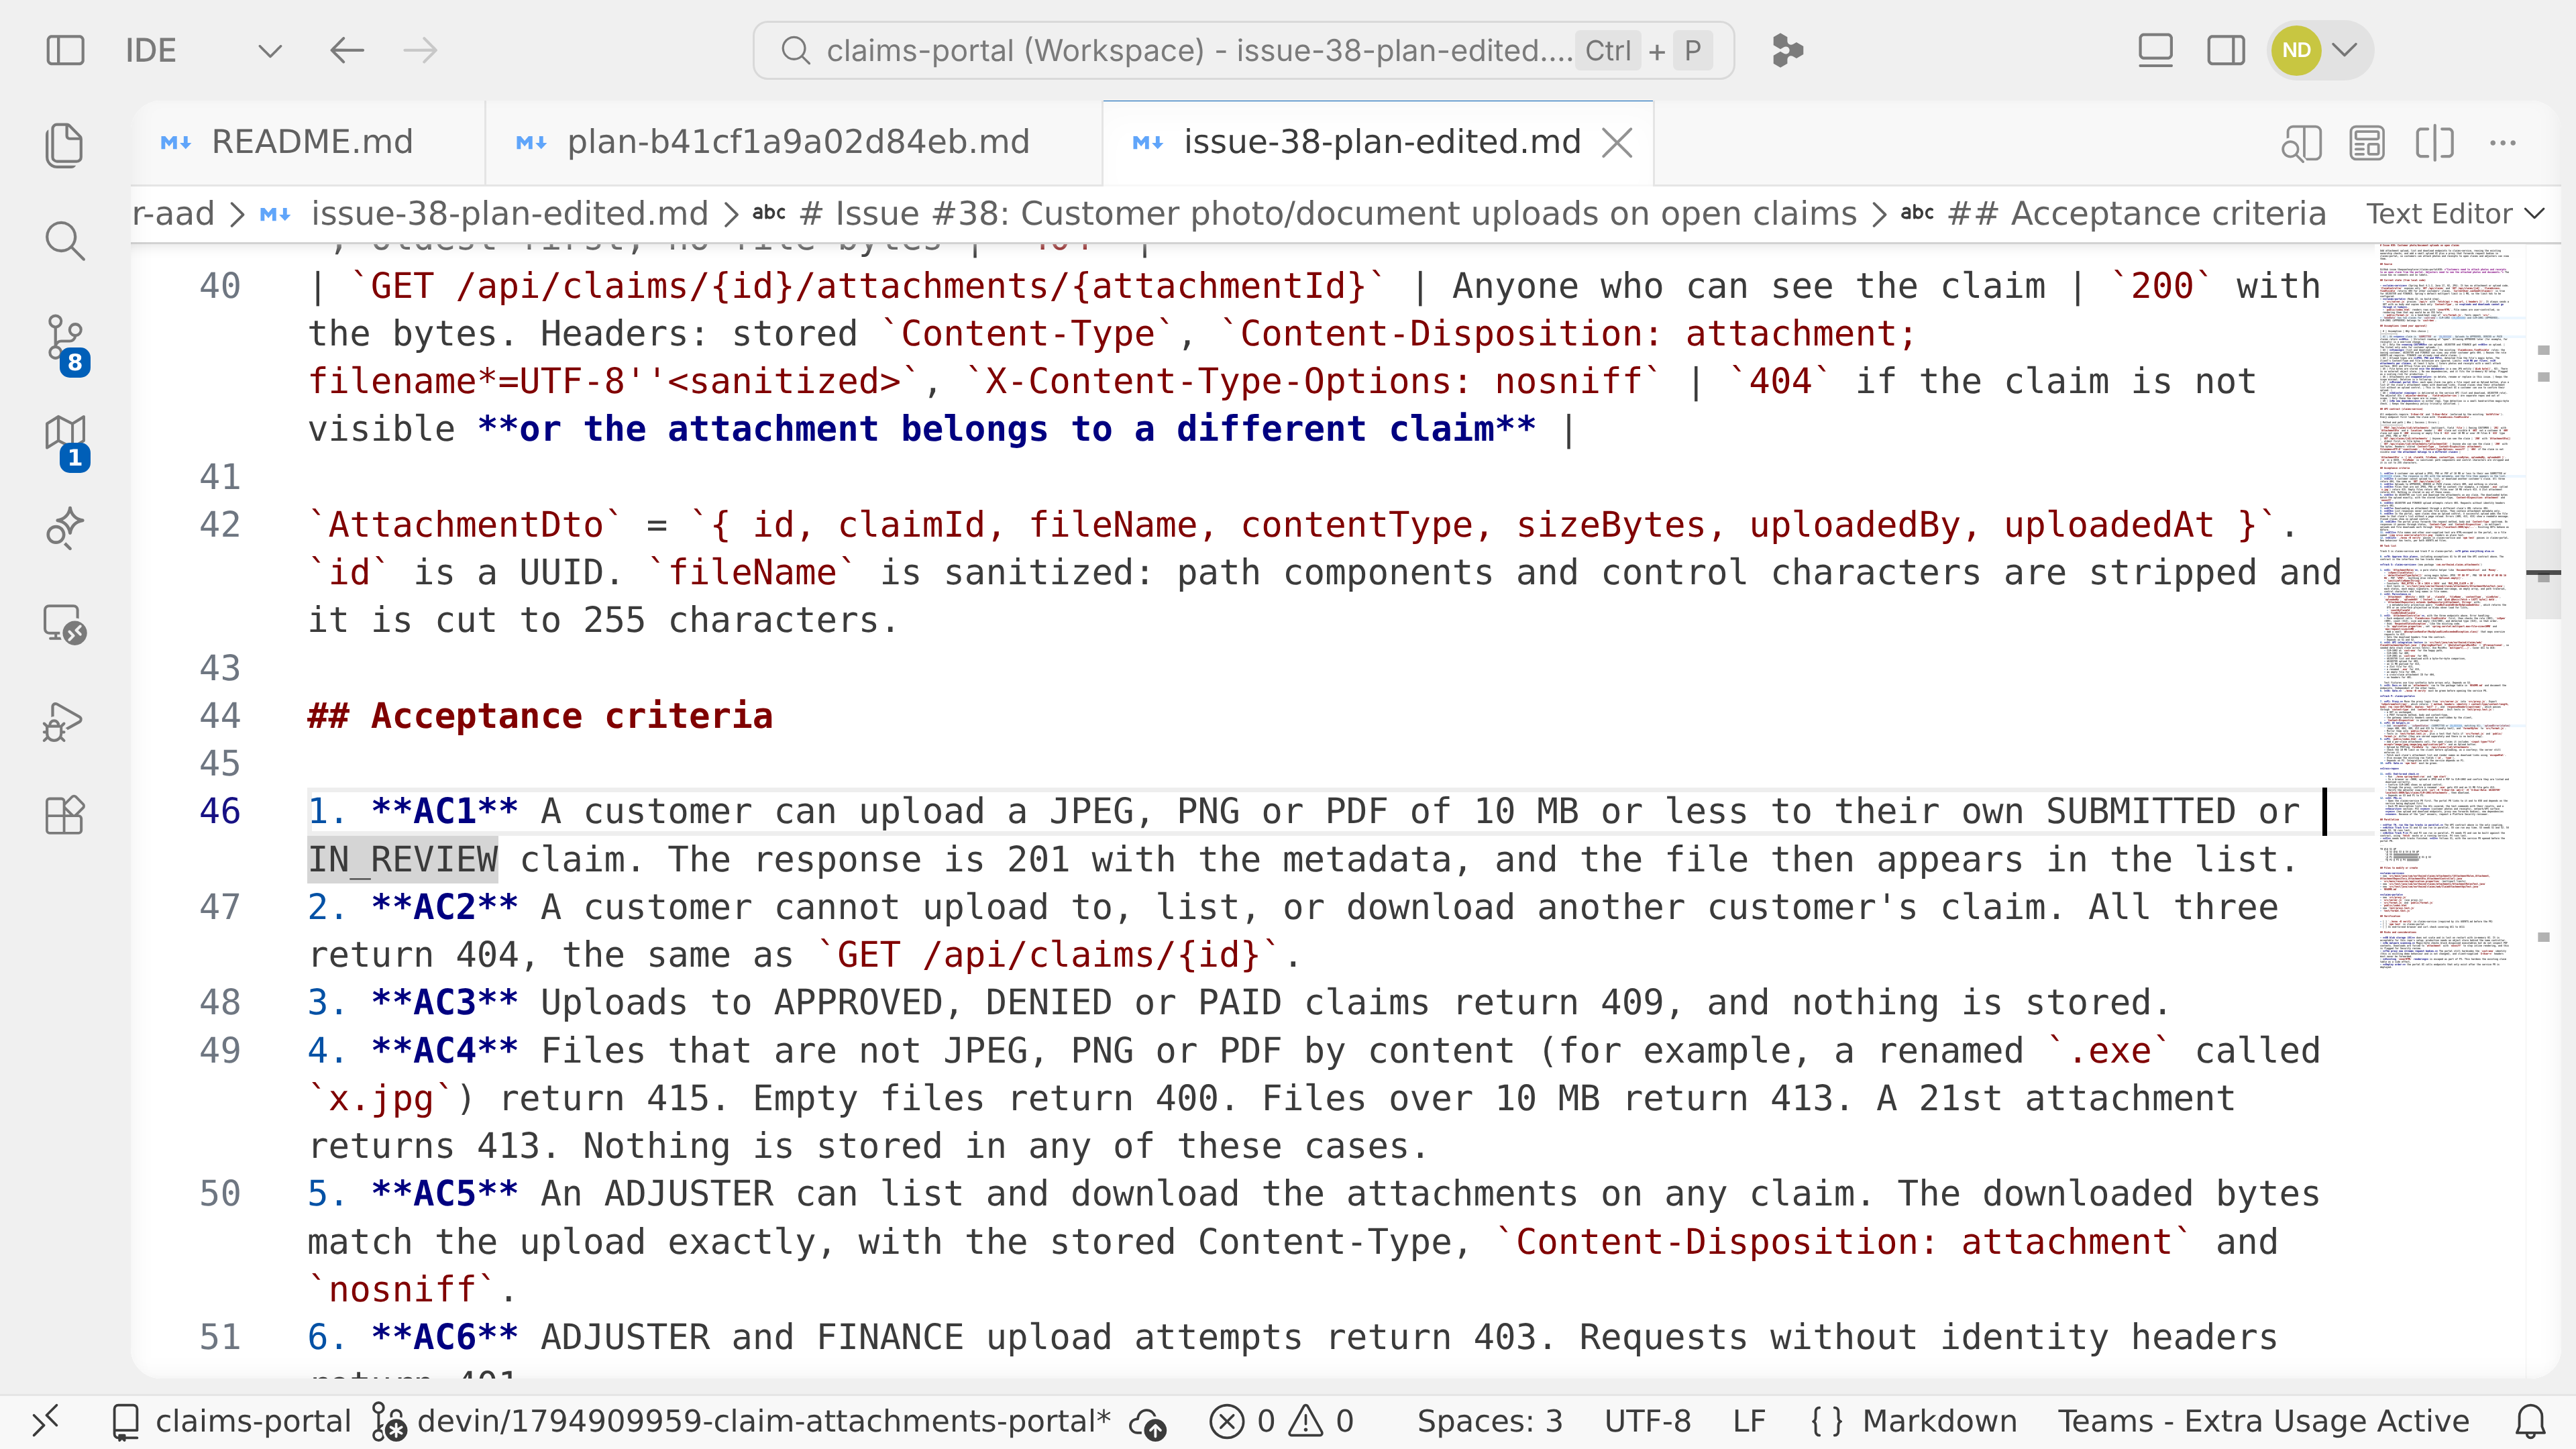 IDE
claims-portal (Workspace) - issue-38-plan-edited.... Ctrl + P
ND
README.md
plan-b41cf1a9a02d84eb.md
issue-38-plan-edited.md
r-aad > issue-38-plan-edited.md > abc # Issue #38: Customer photo/document uploads on open claims > abc ## Acceptance criteria
Text Editor
8
1
40 | `GET /api/claims/{id}/attachments/{attachmentId}` | Anyone who can see the claim | `200` with
the bytes. Headers: stored `Content-Type`, `Content-Disposition: attachment;
filename*=UTF-8''<sanitized>`, `X-Content-Type-Options: nosniff` | `404` if the claim is not
visible **or the attachment belongs to a different claim** |
41
42 `AttachmentDto` = `{ id, claimId, fileName, contentType, sizeBytes, uploadedBy, uploadedAt }`.
`id` is a UUID. `fileName` is sanitized: path components and control characters are stripped and
it is cut to 255 characters.
43
44 ## Acceptance criteria
45
46 1. **AC1** A customer can upload a JPEG, PNG or PDF of 10 MB or less to their own SUBMITTED or
IN_REVIEW claim. The response is 201 with the metadata, and the file then appears in the list.
47 2. **AC2** A customer cannot upload to, list, or download another customer's claim. All three
return 404, the same as `GET /api/claims/{id}`.
48 3. **AC3** Uploads to APPROVED, DENIED or PAID claims return 409, and nothing is stored.
49 4. **AC4** Files that are not JPEG, PNG or PDF by content (for example, a renamed `.exe` called
`x.jpg`) return 415. Empty files return 400. Files over 10 MB return 413. A 21st attachment
returns 413. Nothing is stored in any of these cases.
50 5. **AC5** An ADJUSTER can list and download the attachments on any claim. The downloaded bytes
match the upload exactly, with the stored Content-Type, `Content-Disposition: attachment` and
`nosniff`.
51 6. **AC6** ADJUSTER and FINANCE upload attempts return 403. Requests without identity headers
claims-portal devin/1794909959-claim-attachments-portal* 0 0 Spaces: 3 UTF-8 LF {} Markdown Teams - Extra Usage Active